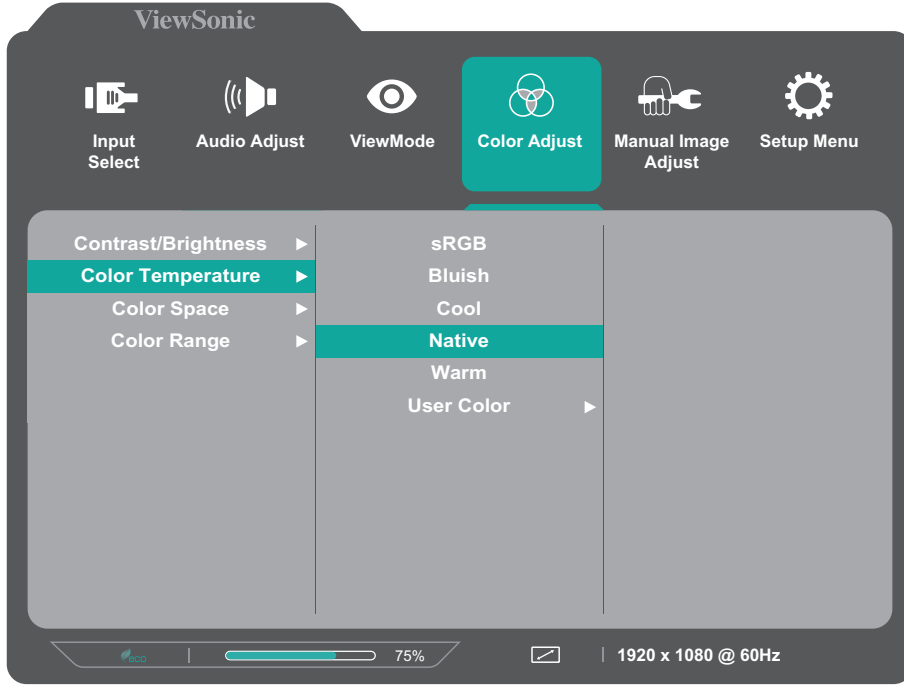 ViewSonic
Input
Select
Audio Adjust
ViewMode
Color Adjust
Manual Image
Adjust
Setup Menu
Contrast/Brightness
Color Temperature
Color Space
Color Range
sRGB
Bluish
Cool
Native
Warm
User Color
eco
75%
1920 x 1080 @ 60Hz